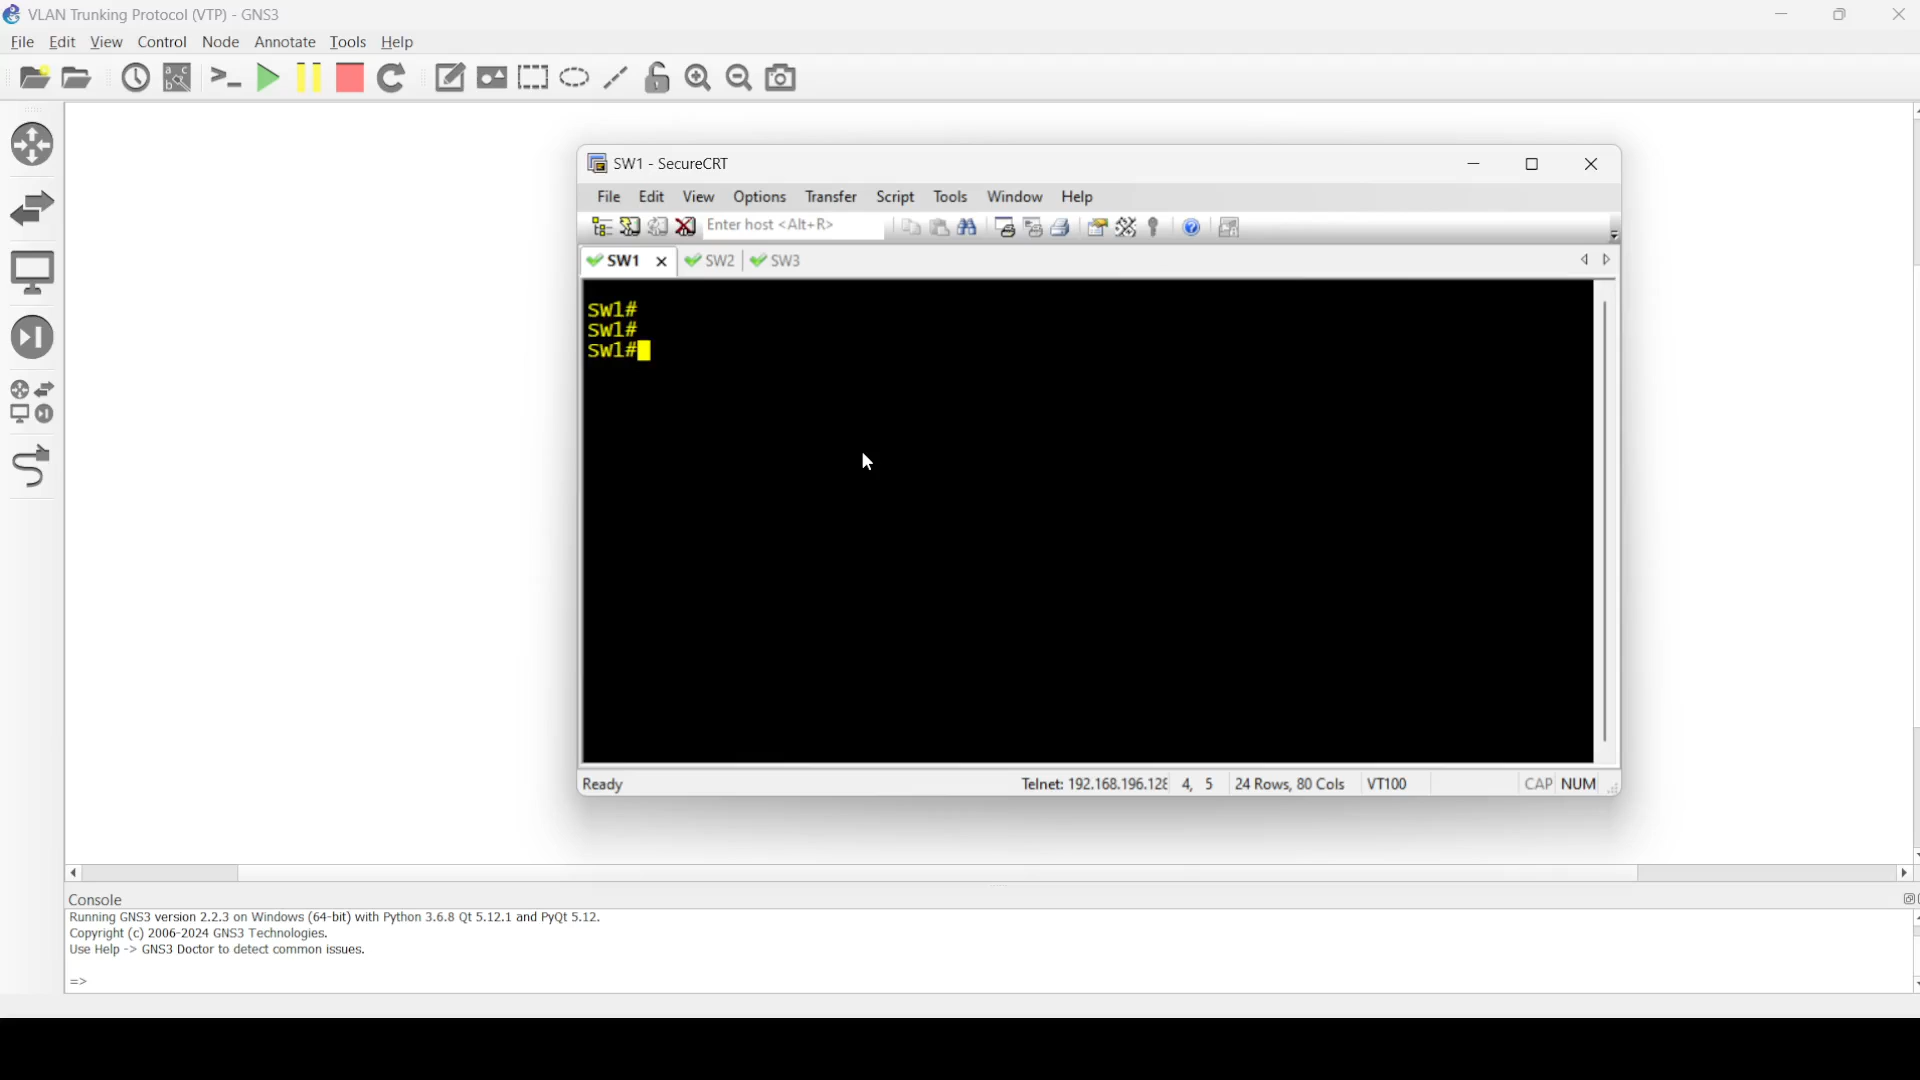 VLAN Trunking Protocol (VTP) - GNS3
File Edit View Control Node Annotate Tools Help
SW1 - SecureCRT
File Edit View Options Transfer Script Tools Window Help
Enter host <Alt+R>
SW1 SW2 SW3
SW1#
SW1#
SW1#
Ready Telnet: 192.168.196.128 4, 5 24 Rows, 80 Cols VT100 CAP NUM
Console
Running GNS3 version 2.2.3 on Windows (64-bit) with Python 3.6.8 Qt 5.12.1 and PyQt 5.12.
Copyright (c) 2006-2024 GNS3 Technologies.
Use Help -> GNS3 Doctor to detect common issues.
=>